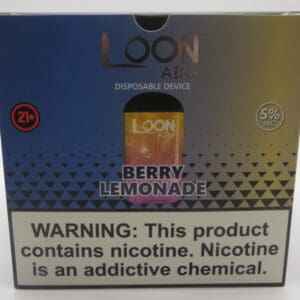 LOON
AIR
DISPOSABLE DEVICE
21+
5%
LOON
BERRY
LEMONADE
WARNING: This product
contains nicotine. Nicotine
is an addictive chemical.